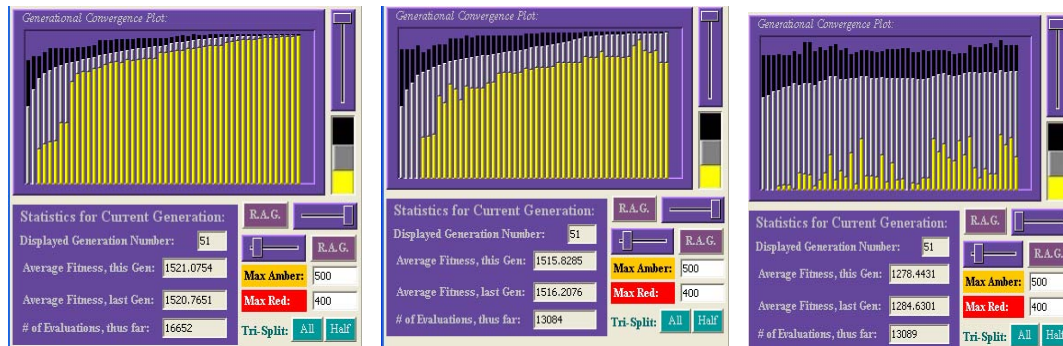 Generational Convergence Plot:
Statistics for Current Generation:
Displayed Generation Number: 51
Average Fitness, this Gen: 1521.0754
Average Fitness, last Gen: 1520.7651
# of Evaluations, thus far: 16652
R.A.G.
R.A.G.
Max Amber: 500
Max Red: 400
Tri-Split: All Half
Generational Convergence Plot:
Statistics for Current Generation:
Displayed Generation Number: 51
Average Fitness, this Gen: 1515.8285
Average Fitness, last Gen: 1516.2076
# of Evaluations, thus far: 13084
R.A.G.
R.A.G.
Max Amber: 500
Max Red: 400
Tri-Split: All Half
Generational Convergence Plot:
Statistics for Current Generation:
Displayed Generation Number: 51
Average Fitness, this Gen: 1278.4431
Average Fitness, last Gen: 1284.6301
# of Evaluations, thus far: 13089
R.A.G.
R.A.G.
Max Amber: 500
Max Red: 400
Tri-Split: All Half